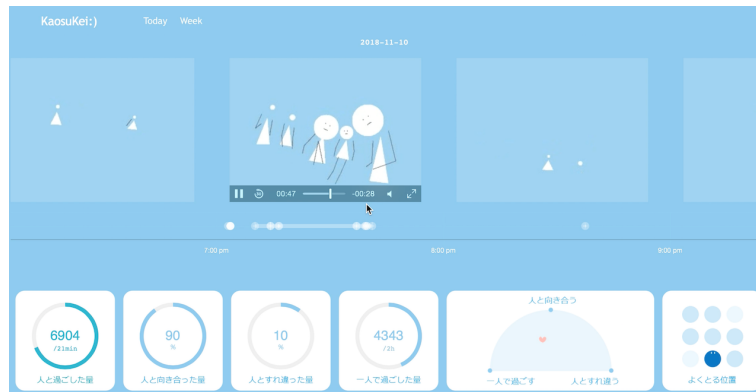 KaosuKei:)
Today Week
2018-11-10
00:47 -00:28
7:00 pm 8:00 pm 9:00 pm
6904
/21min
人と過ごした量
90
%
人と向き合った量
10
%
人とすれ違った量
4343
/2h
一人で過ごした量
人と向き合う
一人で過ごす 人とすれ違う
よくとる位置